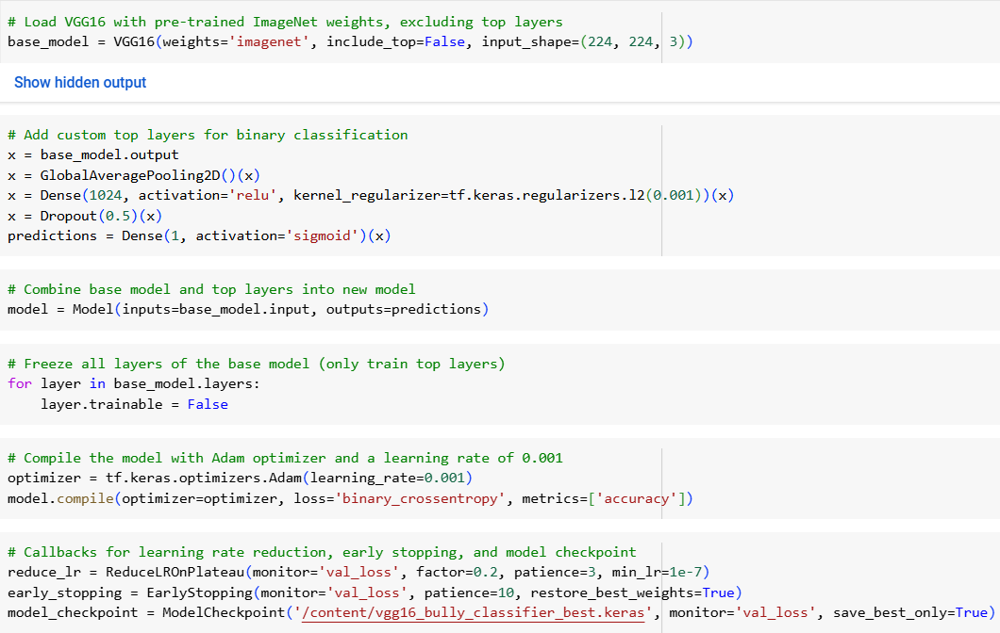 # Load VGG16 with pre-trained ImageNet weights, excluding top layers
base_model = VGG16(weights='imagenet', include_top=False, input_shape=(224, 224, 3))
Show hidden output
# Add custom top layers for binary classification
x = base_model.output
x = GlobalAveragePooling2D()(x)
x = Dense(1024, activation='relu', kernel_regularizer=tf.keras.regularizers.l2(0.001))(x)
x = Dropout(0.5)(x)
predictions = Dense(1, activation='sigmoid')(x)
# Combine base model and top layers into new model
model = Model(inputs=base_model.input, outputs=predictions)
# Freeze all layers of the base model (only train top layers)
for layer in base_model.layers:
    layer.trainable = False
# Compile the model with Adam optimizer and a learning rate of 0.001
optimizer = tf.keras.optimizers.Adam(learning_rate=0.001)
model.compile(optimizer=optimizer, loss='binary_crossentropy', metrics=['accuracy'])
# Callbacks for learning rate reduction, early stopping, and model checkpoint
reduce_lr = ReduceLROnPlateau(monitor='val_loss', factor=0.2, patience=3, min_lr=1e-7)
early_stopping = EarlyStopping(monitor='val_loss', patience=10, restore_best_weights=True)
model_checkpoint = ModelCheckpoint('/content/vgg16_bully_classifier_best.keras', monitor='val_loss', save_best_only=True)